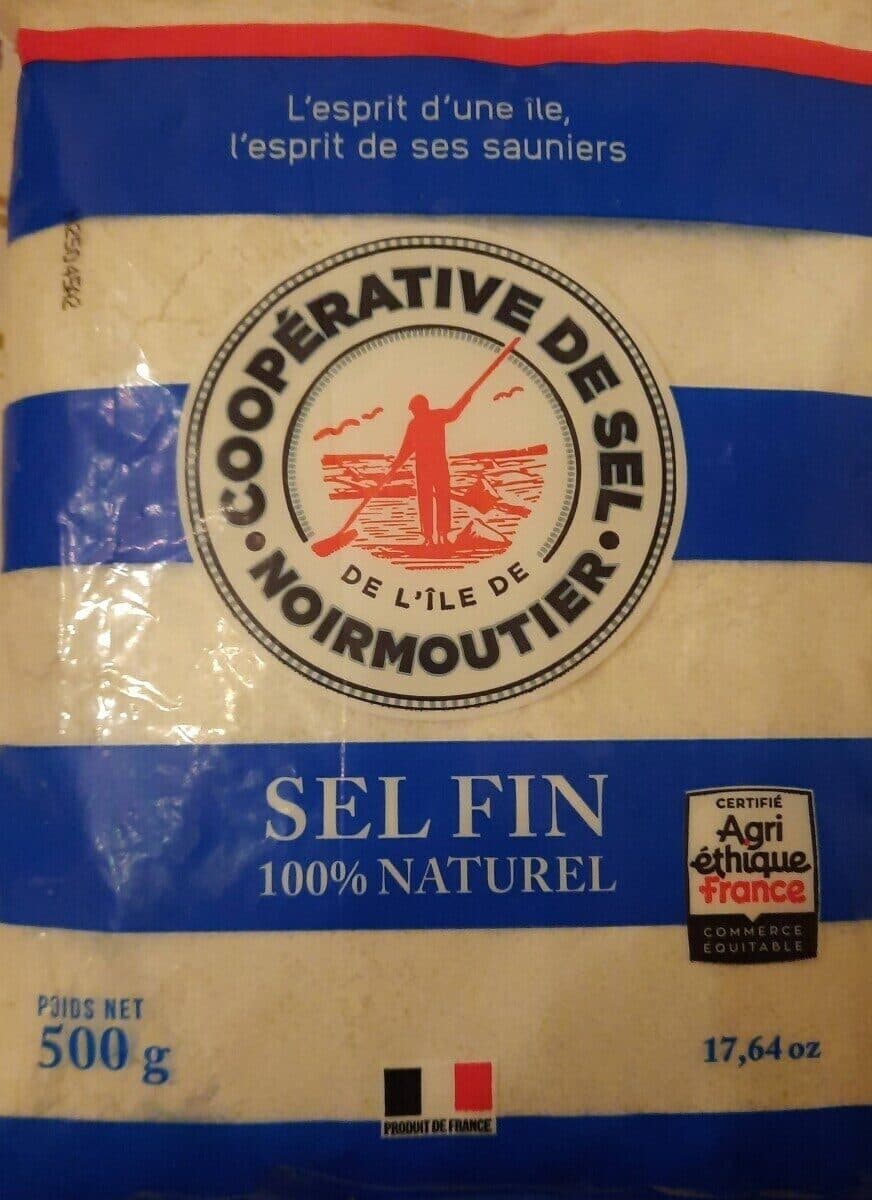 L'esprit d'une île,
l'esprit de ses sauniers
COOPÉRATIVE DE SEL
DE L'ÎLE DE
• NOIRMOUTIER •
SEL FIN
100% NATUREL
CERTIFIÉ
Agri
éthique
France
COMMERCE
ÉQUITABLE
POIDS NET
500 g
17,64 oz
PRODUIT DE FRANCE